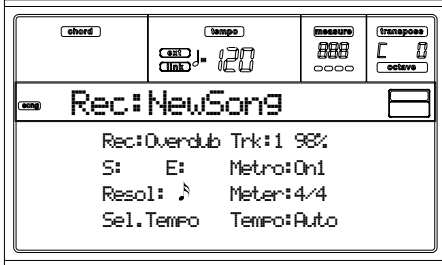 chord tempo measure transpose
ext
link ♩= 120 888 C 0
octave
song Rec:NewSong
Rec:Overdub Trk:1 98%
S: E: Metro:On1
Resol: ♪ Meter:4/4
Sel.Tempo Tempo:Auto